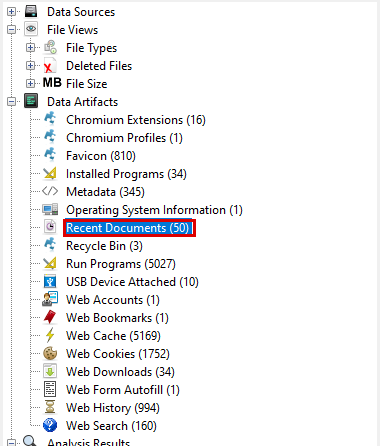 Data Sources
File Views
File Types
Deleted Files
MB File Size
Data Artifacts
Chromium Extensions (16)
Chromium Profiles (1)
Favicon (810)
Installed Programs (34)
Metadata (345)
Operating System Information (1)
Recent Documents (50)
Recycle Bin (3)
Run Programs (5027)
USB Device Attached (10)
Web Accounts (1)
Web Bookmarks (1)
Web Cache (5169)
Web Cookies (1752)
Web Downloads (34)
Web Form Autofill (1)
Web History (994)
Web Search (160)
Analysis Results